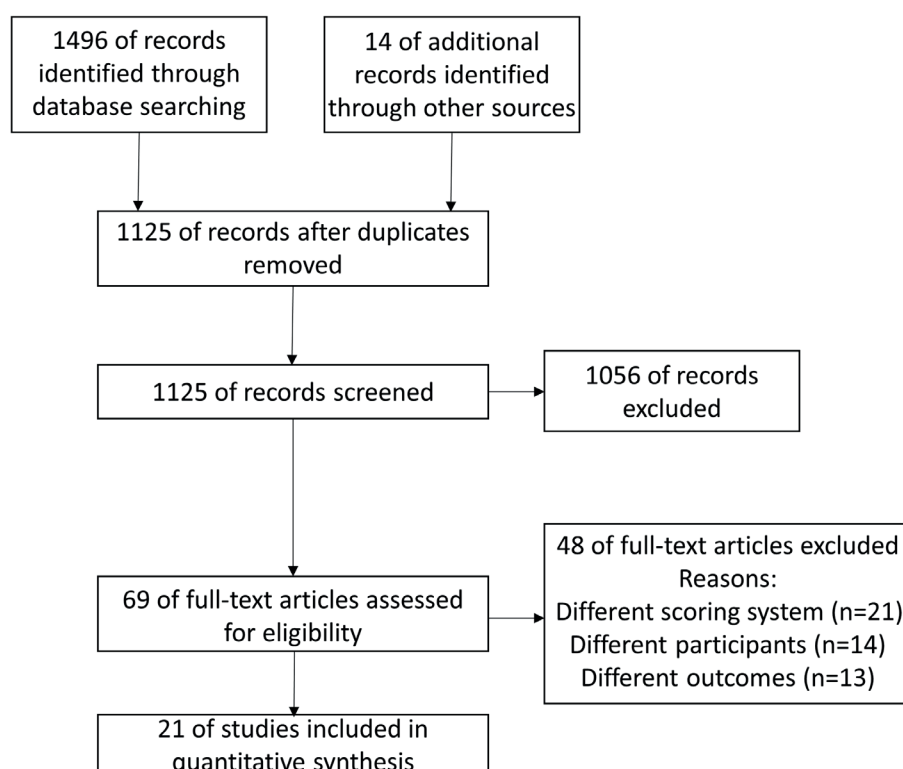 1496 of records
identified through
database searching
14 of additional
records identified
through other sources
1125 of records after duplicates
removed
1125 of records screened
1056 of records
excluded
69 of full-text articles assessed
for eligibility
48 of full-text articles excluded
Reasons:
Different scoring system (n=21)
Different participants (n=14)
Different outcomes (n=13)
21 of studies included in
quantitative synthesis